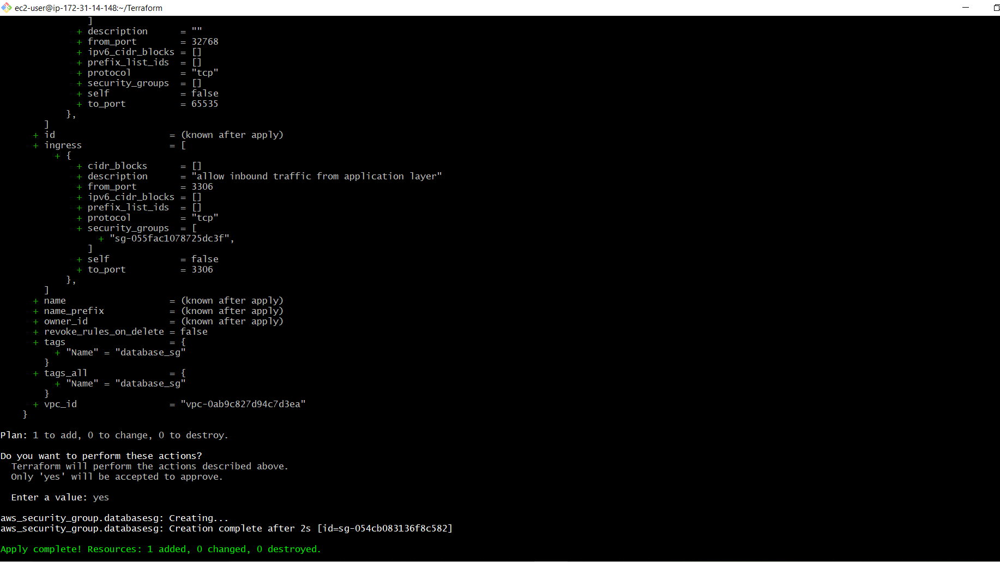 ec2-user@ip-172-31-14-148:~/Terraform
                ]
              + description      = ""
              + from_port        = 32768
              + ipv6_cidr_blocks = []
              + prefix_list_ids  = []
              + protocol         = "tcp"
              + security_groups  = []
              + self             = false
              + to_port          = 65535
            },
        ]
      + id                     = (known after apply)
      + ingress                = [
          + {
              + cidr_blocks      = []
              + description      = "allow inbound traffic from application layer"
              + from_port        = 3306
              + ipv6_cidr_blocks = []
              + prefix_list_ids  = []
              + protocol         = "tcp"
              + security_groups  = [
                  + "sg-055fac1078725dc3f",
                ]
              + self             = false
              + to_port          = 3306
            },
        ]
      + name                   = (known after apply)
      + name_prefix            = (known after apply)
      + owner_id               = (known after apply)
      + revoke_rules_on_delete = false
      + tags                   = {
          + "Name" = "database_sg"
        }
      + tags_all               = {
          + "Name" = "database_sg"
        }
      + vpc_id                 = "vpc-0ab9c827d94c7d3ea"
    }
Plan: 1 to add, 0 to change, 0 to destroy.
Do you want to perform these actions?
  Terraform will perform the actions described above.
  Only 'yes' will be accepted to approve.
  Enter a value: yes
aws_security_group.databasesg: Creating...
aws_security_group.databasesg: Creation complete after 2s [id=sg-054cb083136f8c582]
Apply complete! Resources: 1 added, 0 changed, 0 destroyed.